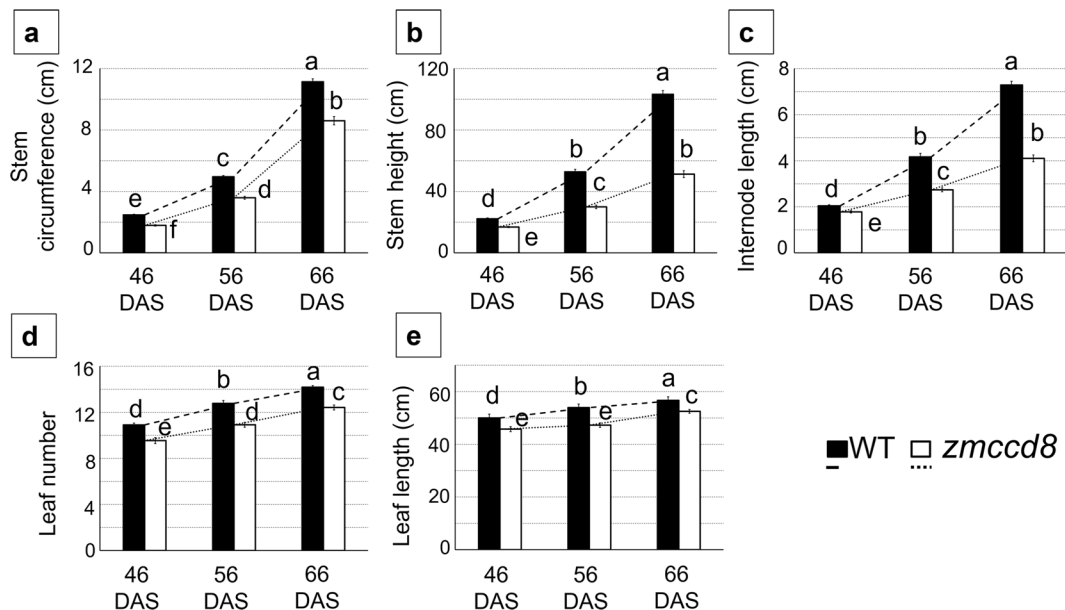 a
Stem
circumference (cm)
12
8
4
0
e
f
c
d
a
b
46
DAS
56
DAS
66
DAS
b
Stem height (cm)
120
80
40
0
d
e
b
c
a
b
46
DAS
56
DAS
66
DAS
c
Internode length (cm)
8
6
4
2
0
d
e
b
c
a
b
46
DAS
56
DAS
66
DAS
d
Leaf number
16
12
8
4
0
d
e
b
d
a
c
46
DAS
56
DAS
66
DAS
e
Leaf length (cm)
60
40
20
0
d
e
b
e
a
c
46
DAS
56
DAS
66
DAS
WT zmccd8